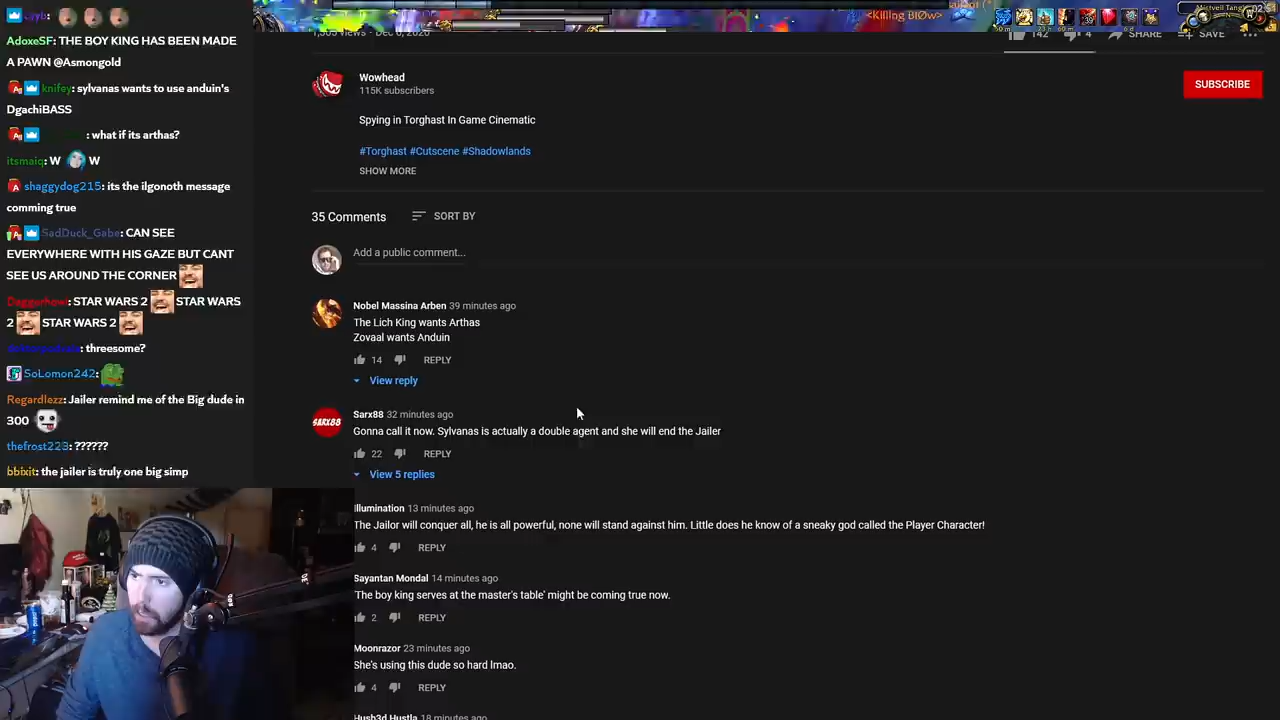 AdoxeSF: THE BOY KING HAS BEEN MADE
A PAWN @Asmongold
knifey: sylvanas wants to use anduin's
DgachiBASS
: what if its arthas?
itsmaiq: W W
shaggydog215: its the ilgonoth message
comming true
SadDuck_Gabe: CAN SEE
EVERYWHERE WITH HIS GAZE BUT CANT
SEE US AROUND THE CORNER
STAR WARS 2 STAR WARS
2 STAR WARS 2
: threesome?
SoLomon242:
Regardlezz: Jailer remind me of the Big dude in
300
thefrost223: ??????
bbixit: the jailer is truly one big simp
<Killing BlOw>
142
4
SHARE
SAVE
Wowhead
115K subscribers
SUBSCRIBE
Spying in Torghast In Game Cinematic
#Torghast #Cutscene #Shadowlands
SHOW MORE
35 Comments
SORT BY
Add a public comment...
Nobel Massina Arben 39 minutes ago
The Lich King wants Arthas
Zovaal wants Anduin
14 REPLY
View reply
SARX88
Sarx88 32 minutes ago
Gonna call it now. Sylvanas is actually a double agent and she will end the Jailer
22 REPLY
View 5 replies
Illumination 13 minutes ago
The Jailor will conquer all, he is all powerful, none will stand against him. Little does he know of a sneaky god called the Player Character!
4 REPLY
Sayantan Mondal 14 minutes ago
'The boy king serves at the master's table' might be coming true now.
2 REPLY
Moonrazor 23 minutes ago
She's using this dude so hard lmao.
4 REPLY
Hush3d Hustla 18 minutes ago